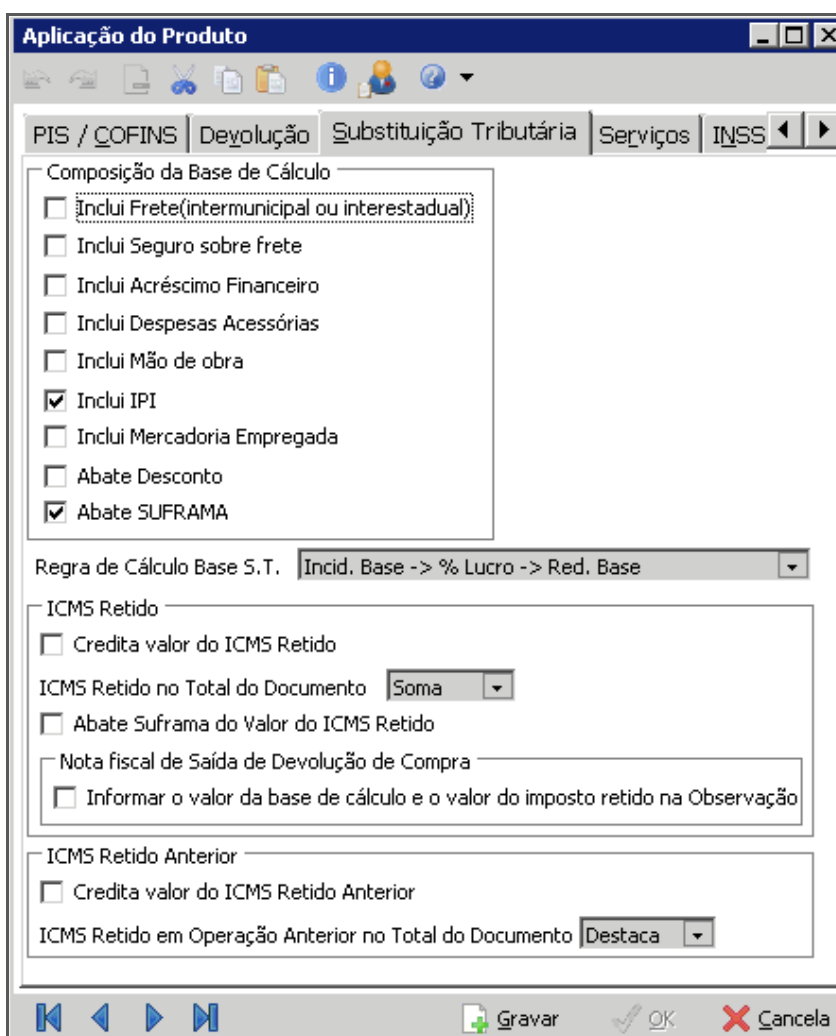 Aplicação do Produto
PIS / COFINS
Devolução
Substituição Tributária
Serviços
INSS
Composição da Base de Cálculo
Inclui Frete(intermunicipal ou interestadual)
Inclui Seguro sobre frete
Inclui Acréscimo Financeiro
Inclui Despesas Acessórias
Inclui Mão de obra
Inclui IPI
Inclui Mercadoria Empregada
Abate Desconto
Abate SUFRAMA
Regra de Cálculo Base S.T. Incid. Base -> % Lucro -> Red. Base
ICMS Retido
Credita valor do ICMS Retido
ICMS Retido no Total do Documento Soma
Abate Suframa do Valor do ICMS Retido
Nota fiscal de Saída de Devolução de Compra
Informar o valor da base de cálculo e o valor do imposto retido na Observação
ICMS Retido Anterior
Credita valor do ICMS Retido Anterior
ICMS Retido em Operação Anterior no Total do Documento Destaca
Gravar
OK
Cancela